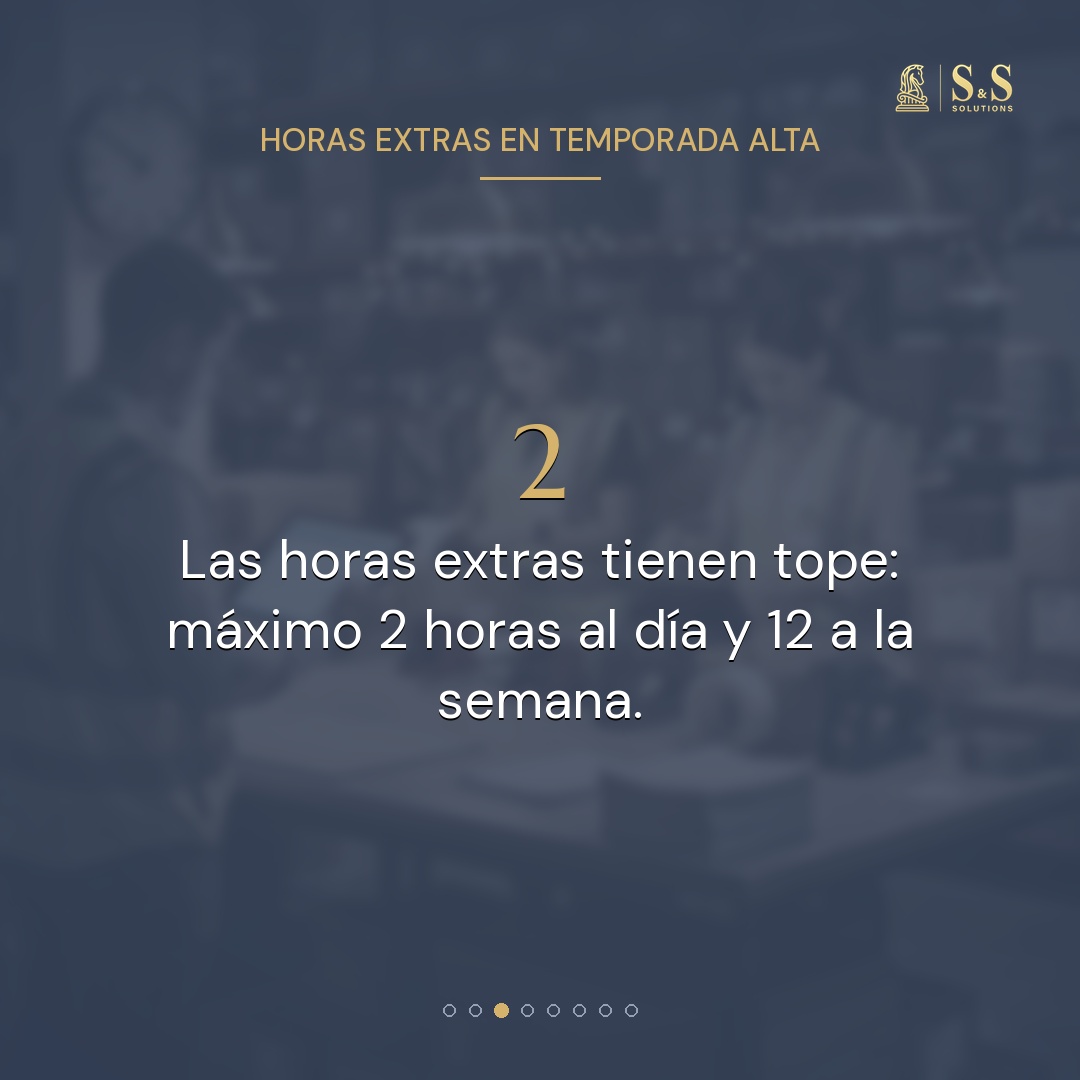 S&S
SOLUTIONS
HORAS EXTRAS EN TEMPORADA ALTA
2
Las horas extras tienen tope:
máximo 2 horas al día y 12 a la
semana.